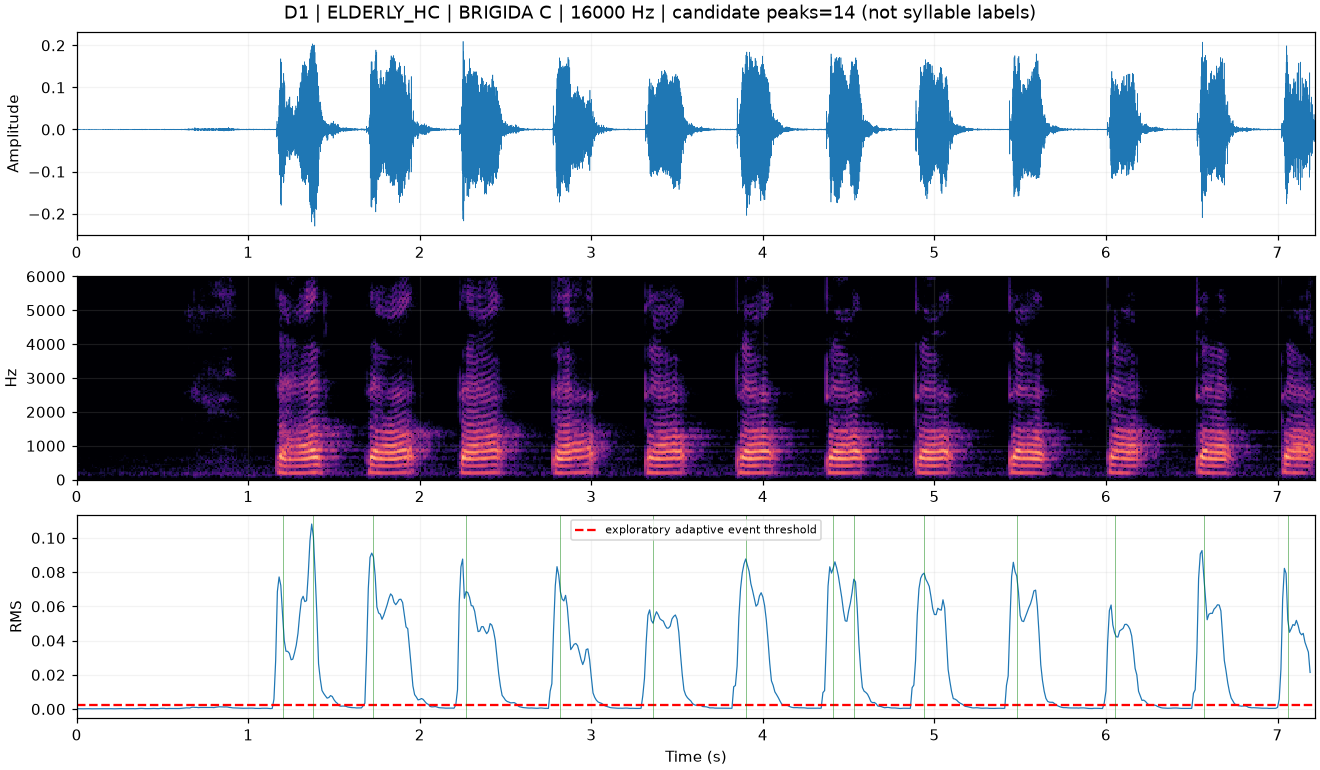 D1 | ELDERLY_HC | BRIGIDA C | 16000 Hz | candidate peaks=14 (not syllable labels)
0.2
0.1
0.0
−0.1
−0.2
Amplitude
0 1 2 3 4 5 6 7
6000
5000
4000
3000
2000
1000
0
Hz
0 1 2 3 4 5 6 7
exploratory adaptive event threshold
0.10
0.08
0.06
0.04
0.02
0.00
RMS
0 1 2 3 4 5 6 7
Time (s)